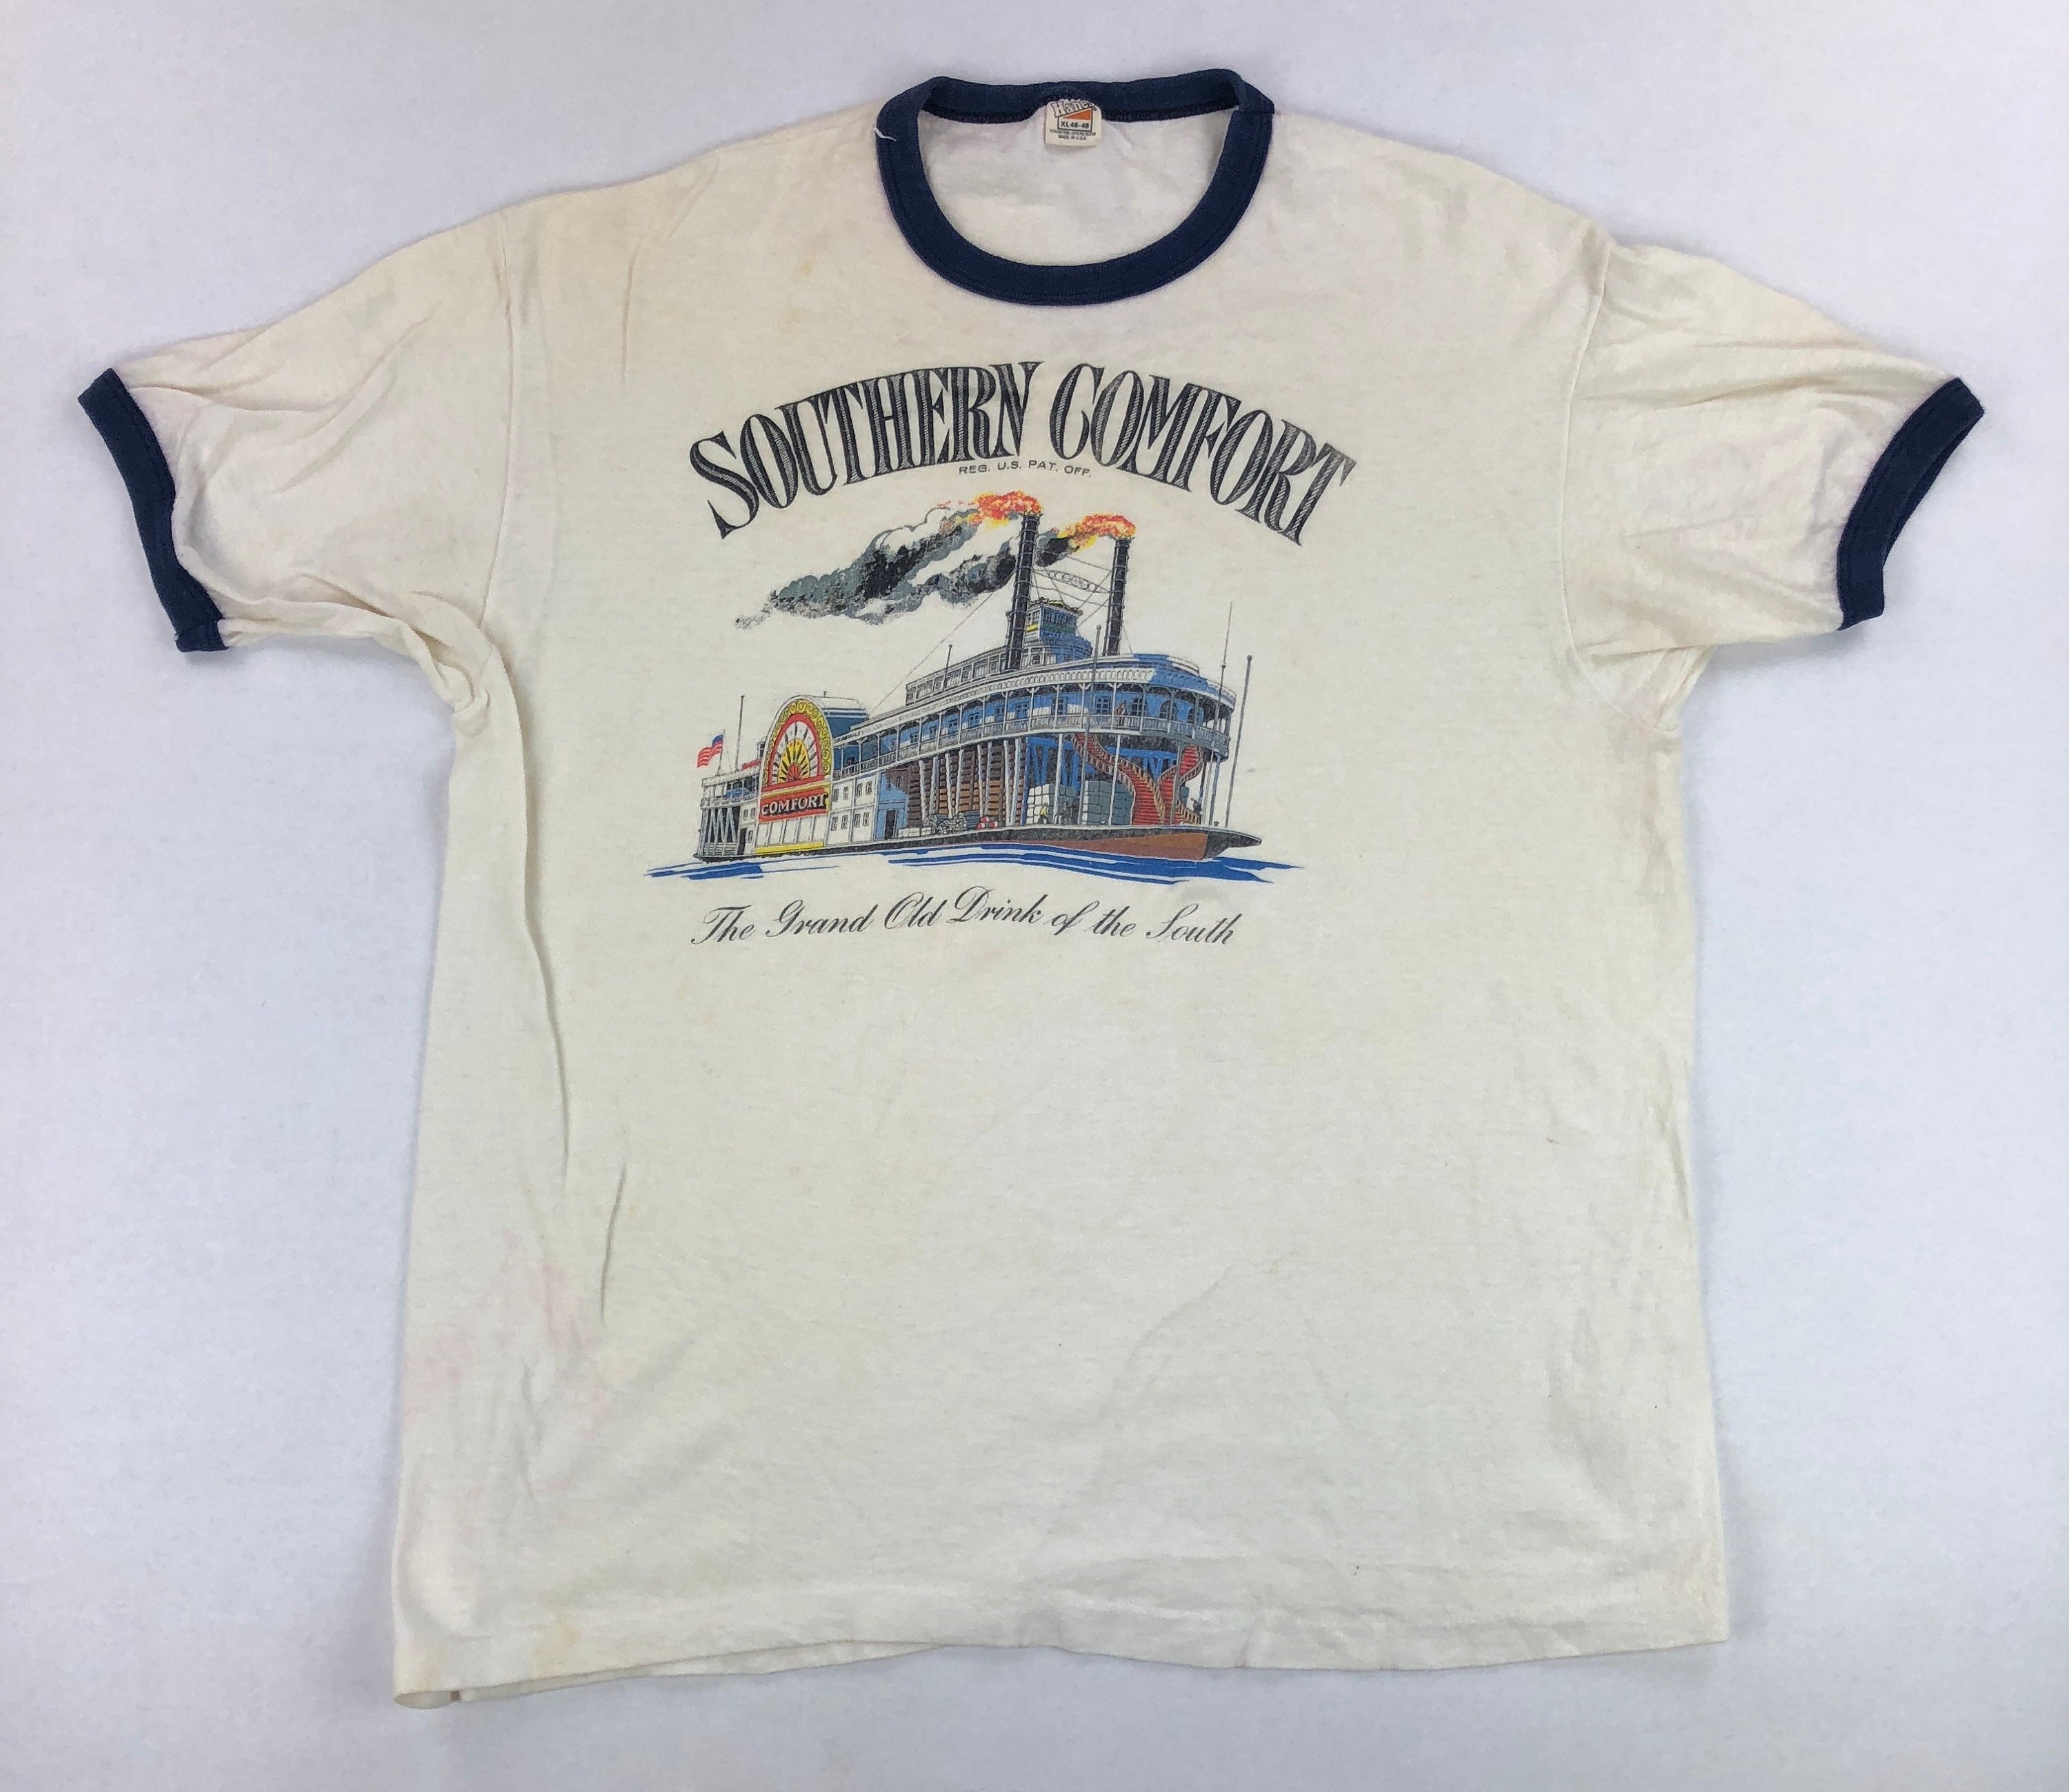 Hanes
XL 46-48
MADE IN U.S.A.
SOUTHERN COMFORT
REG. U.S. PAT. OFF.
COMFORT
The Grand Old Drink of the South